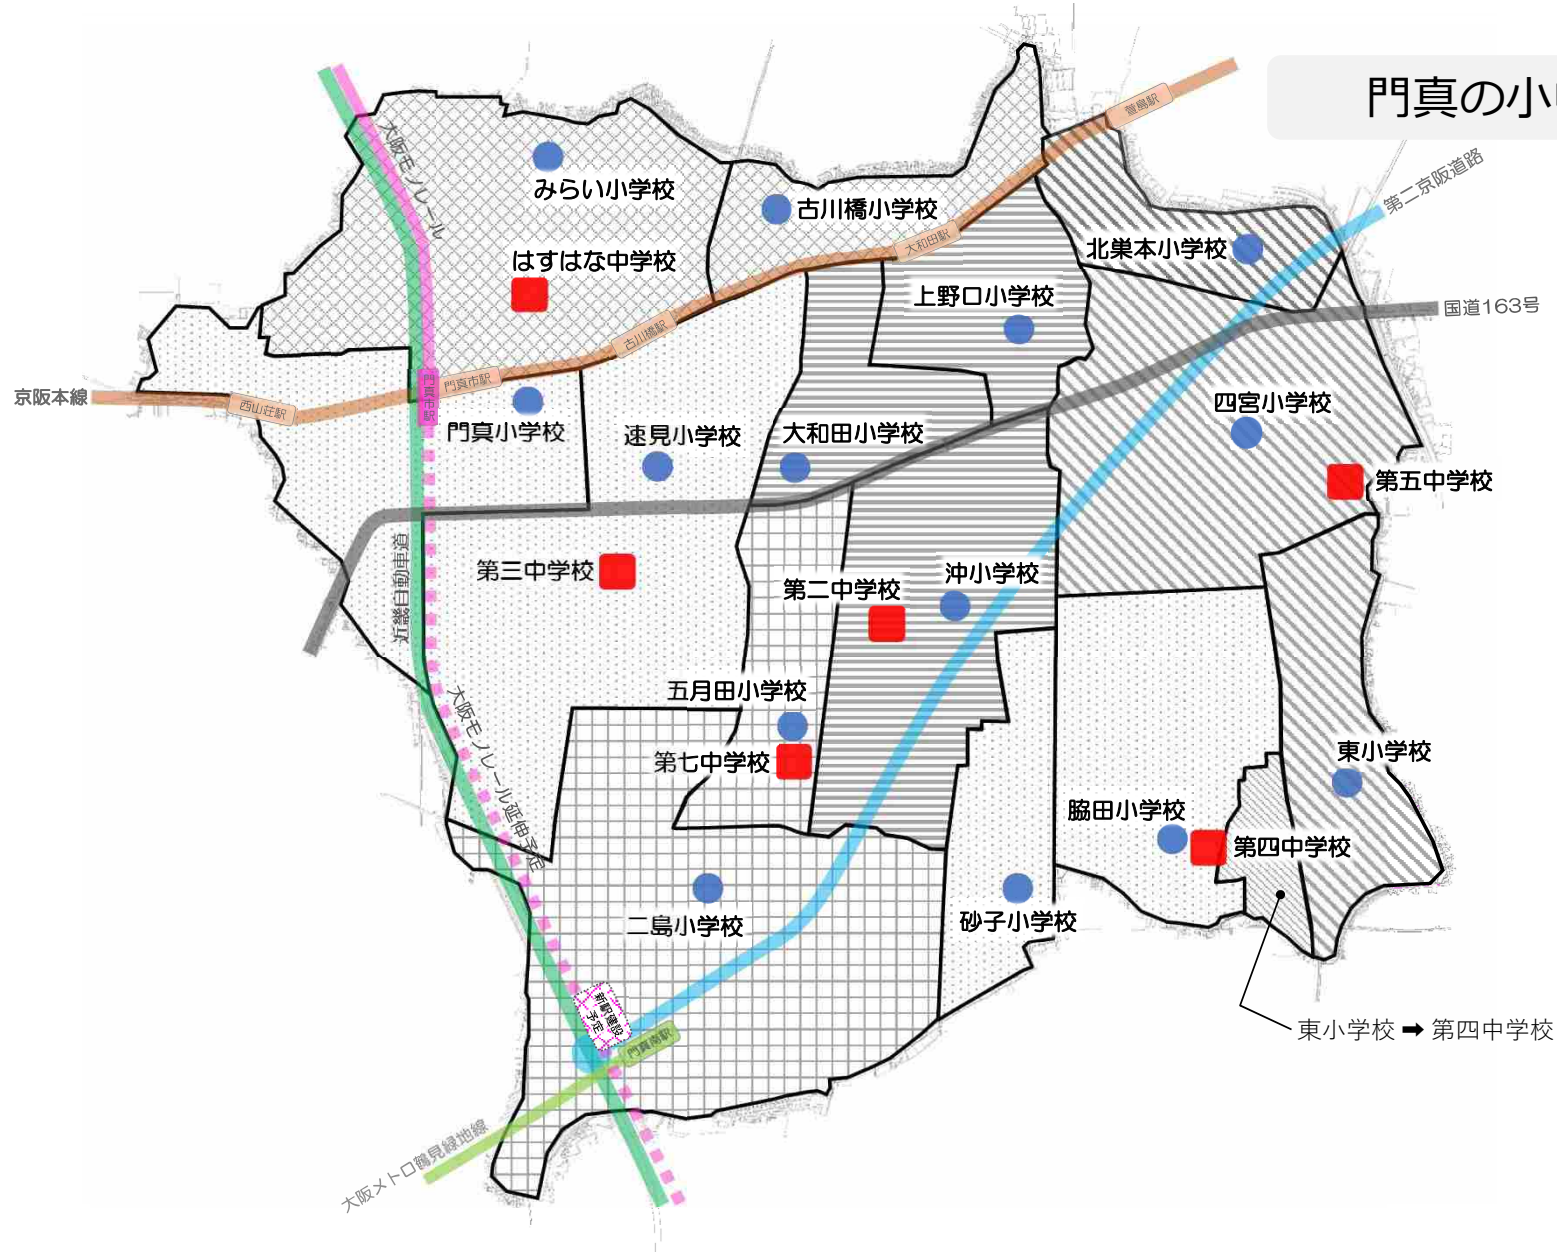 門真の小
萱島駅
第二京阪道路
大阪モノレール
みらい小学校
古川橋小学校
大和田駅
北巣本小学校
はすはな中学校
上野口小学校
国道163号
古川橋駅
門真市駅
門真市駅
京阪本線
西山荘駅
門真小学校
速見小学校
大和田小学校
四宮小学校
第五中学校
近畿自動車道
第三中学校
第二中学校
沖小学校
五月田小学校
第七中学校
大阪モノレール延伸予定
東小学校
脇田小学校
第四中学校
二島小学校
砂子小学校
新駅建設
予定
門真南駅
東小学校 ➡ 第四中学校
大阪メトロ鶴見緑地線